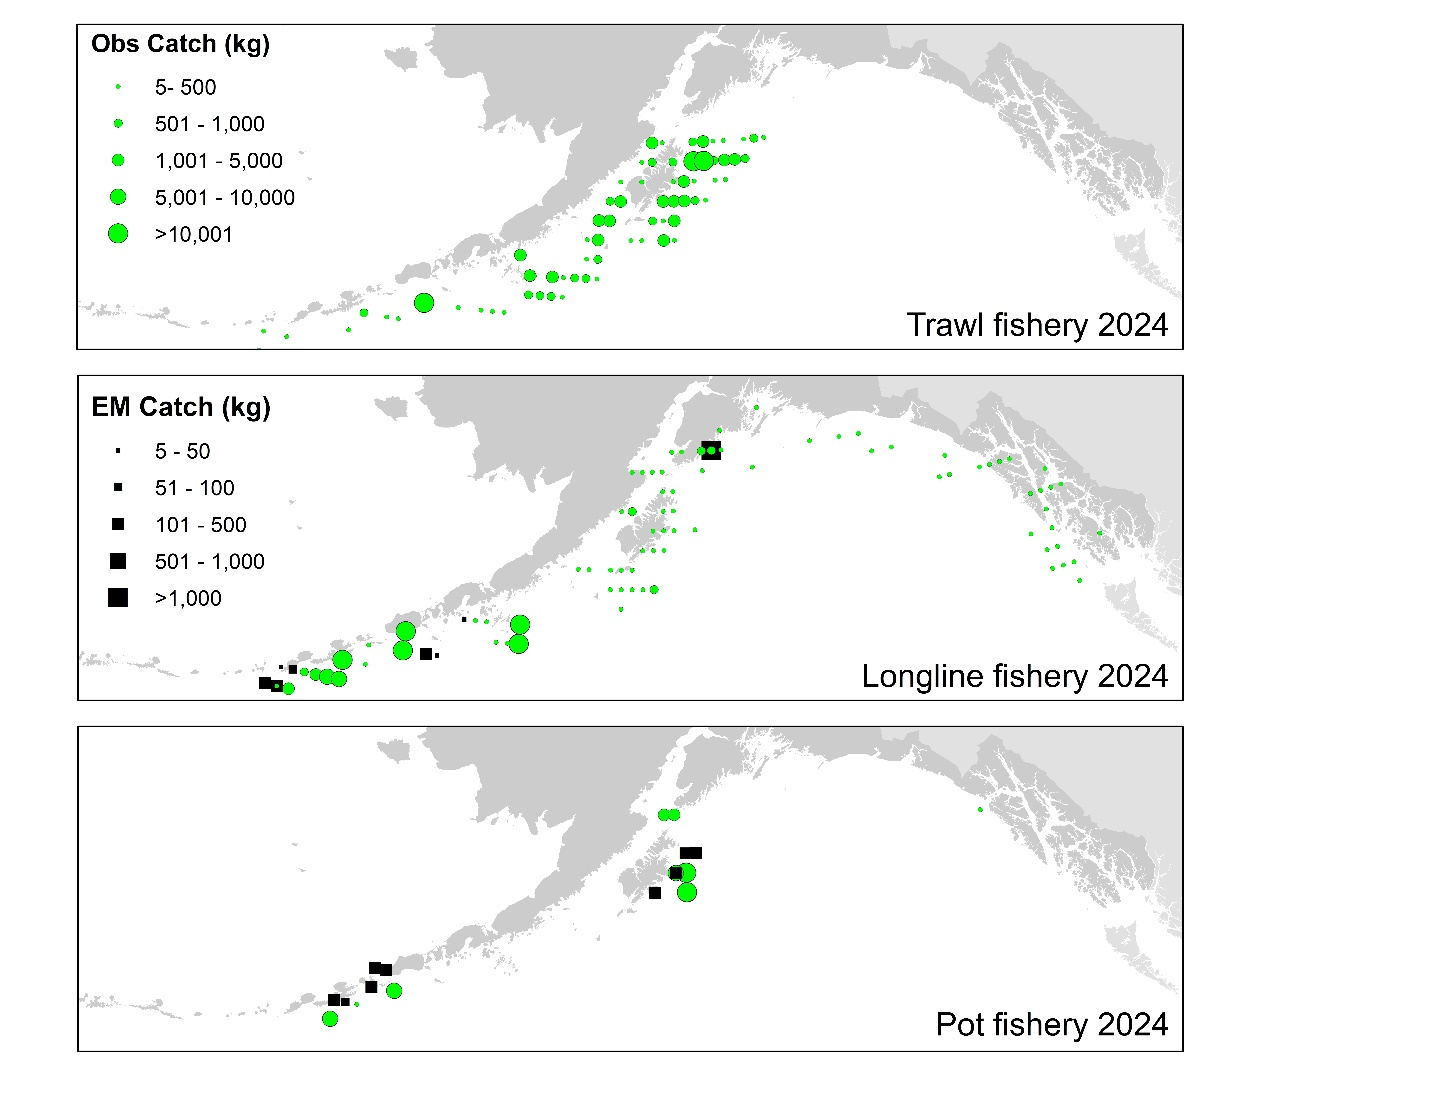 Obs Catch (kg)
5- 500
501 - 1,000
1,001 - 5,000
5,001 - 10,000
>10,001
Trawl fishery 2024
EM Catch (kg)
5 - 50
51 - 100
101 - 500
501 - 1,000
>1,000
Longline fishery 2024
Pot fishery 2024